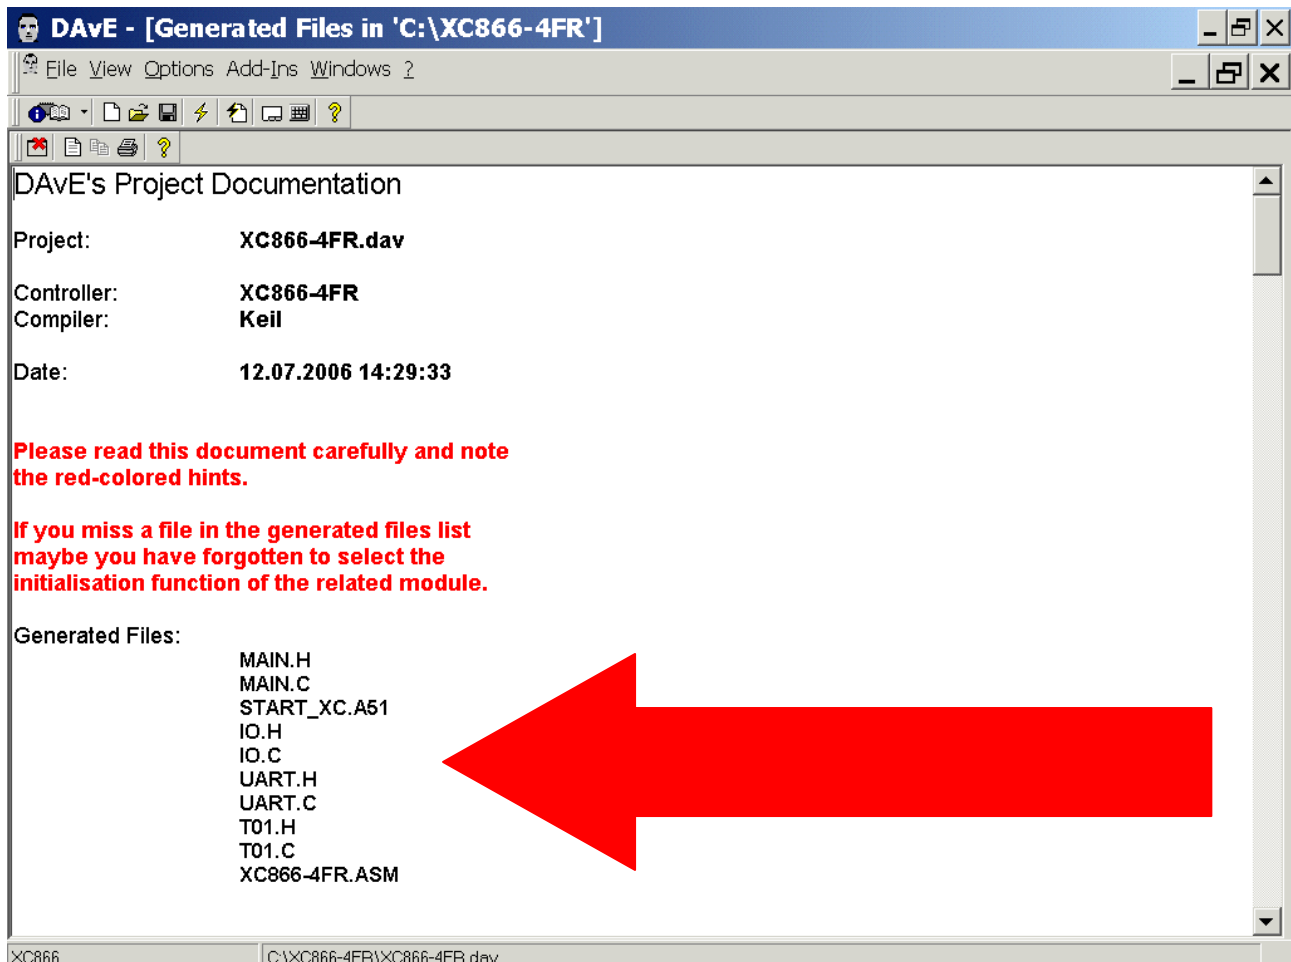 DAvE - [Generated Files in 'C:\XC866-4FR']
File View Options Add-Ins Windows ?
DAvE's Project Documentation
Project: XC866-4FR.dav
Controller: XC866-4FR
Compiler: Keil
Date: 12.07.2006 14:29:33
Please read this document carefully and note
the red-colored hints.
If you miss a file in the generated files list
maybe you have forgotten to select the
initialisation function of the related module.
Generated Files:
MAIN.H
MAIN.C
START_XC.A51
IO.H
IO.C
UART.H
UART.C
T01.H
T01.C
XC866-4FR.ASM
XC866 C:\XC866-4FR\XC866-4FR.dav